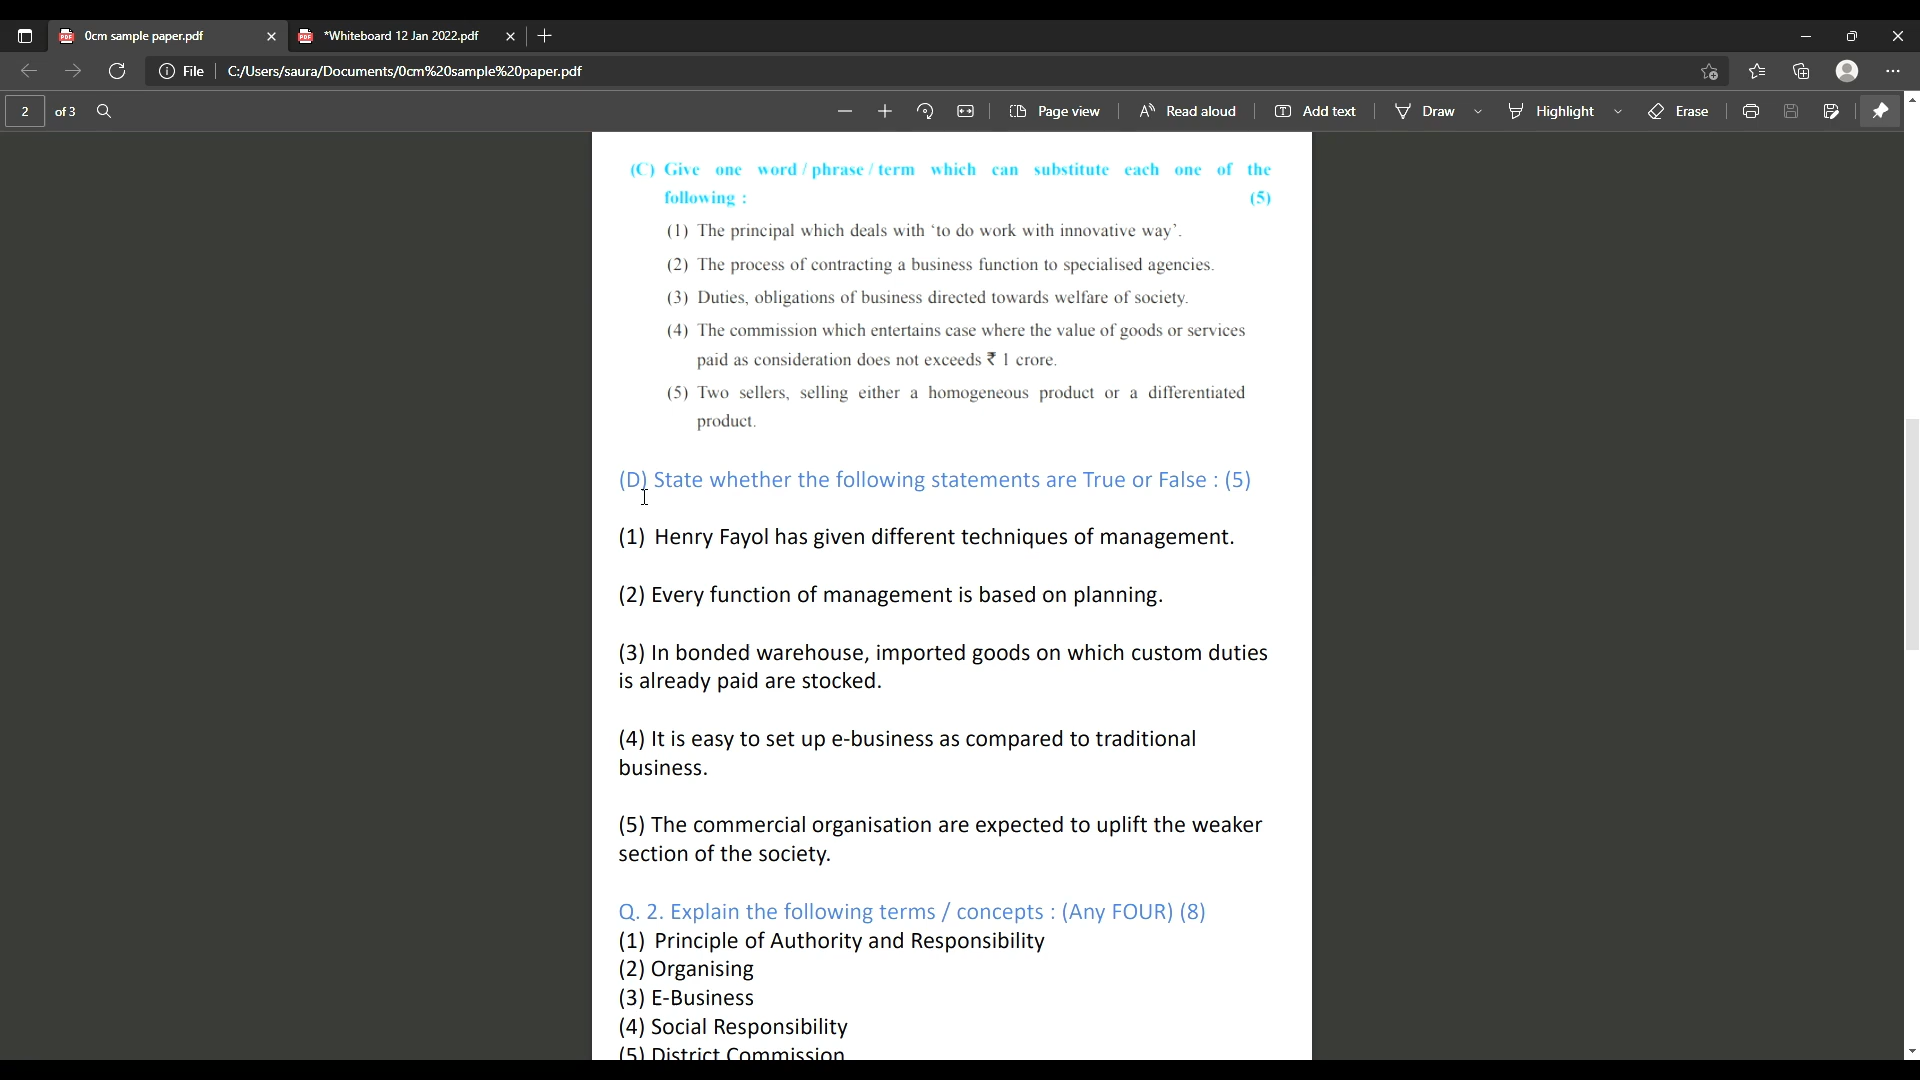 0cm sample paper.pdf
*Whiteboard 12 Jan 2022.pdf
File
C:/Users/saura/Documents/0cm%20sample%20paper.pdf
2 of 3
Page view
Read aloud
Add text
Draw
Highlight
Erase
(C) Give one word / phrase / term which can substitute each one of the
following : (5)
(1) The principal which deals with ‘to do work with innovative way’.
(2) The process of contracting a business function to specialised agencies.
(3) Duties, obligations of business directed towards welfare of society.
(4) The commission which entertains case where the value of goods or services
paid as consideration does not exceeds ₹ 1 crore.
(5) Two sellers, selling either a homogeneous product or a differentiated
product.
(D) State whether the following statements are True or False : (5)
(1) Henry Fayol has given different techniques of management.
(2) Every function of management is based on planning.
(3) In bonded warehouse, imported goods on which custom duties
is already paid are stocked.
(4) It is easy to set up e-business as compared to traditional
business.
(5) The commercial organisation are expected to uplift the weaker
section of the society.
Q. 2. Explain the following terms / concepts : (Any FOUR) (8)
(1) Principle of Authority and Responsibility
(2) Organising
(3) E-Business
(4) Social Responsibility
(5) District Commission